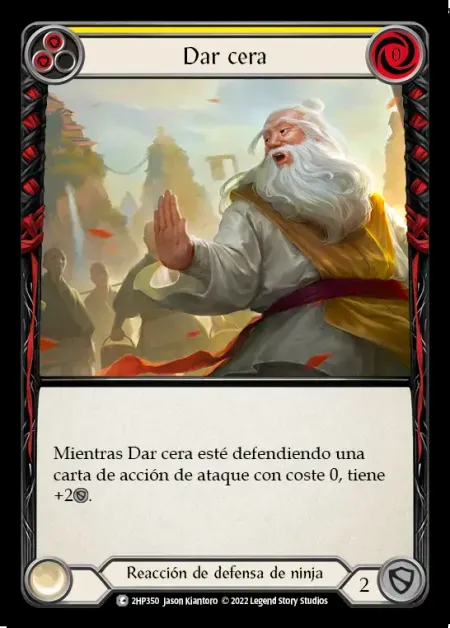 Dar cera
0
Mientras Dar cera esté defendiendo una
carta de acción de ataque con coste 0, tiene
+2.
Reacción de defensa de ninja
2
C 2HP350 Jason Kiantoro © 2022 Legend Story Studios